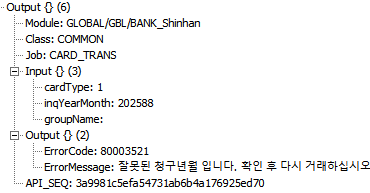 Output {} (6)
Module: GLOBAL/GBL/BANK_Shinhan
Class: COMMON
Job: CARD_TRANS
Input {} (3)
cardType: 1
inqYearMonth: 202588
groupName:
Output {} (2)
ErrorCode: 80003521
ErrorMessage: 잘못된 청구년월 입니다. 확인 후 다시 거래하십시오
API_SEQ: 3a9981c5efa54731ab6b4a176925ed70